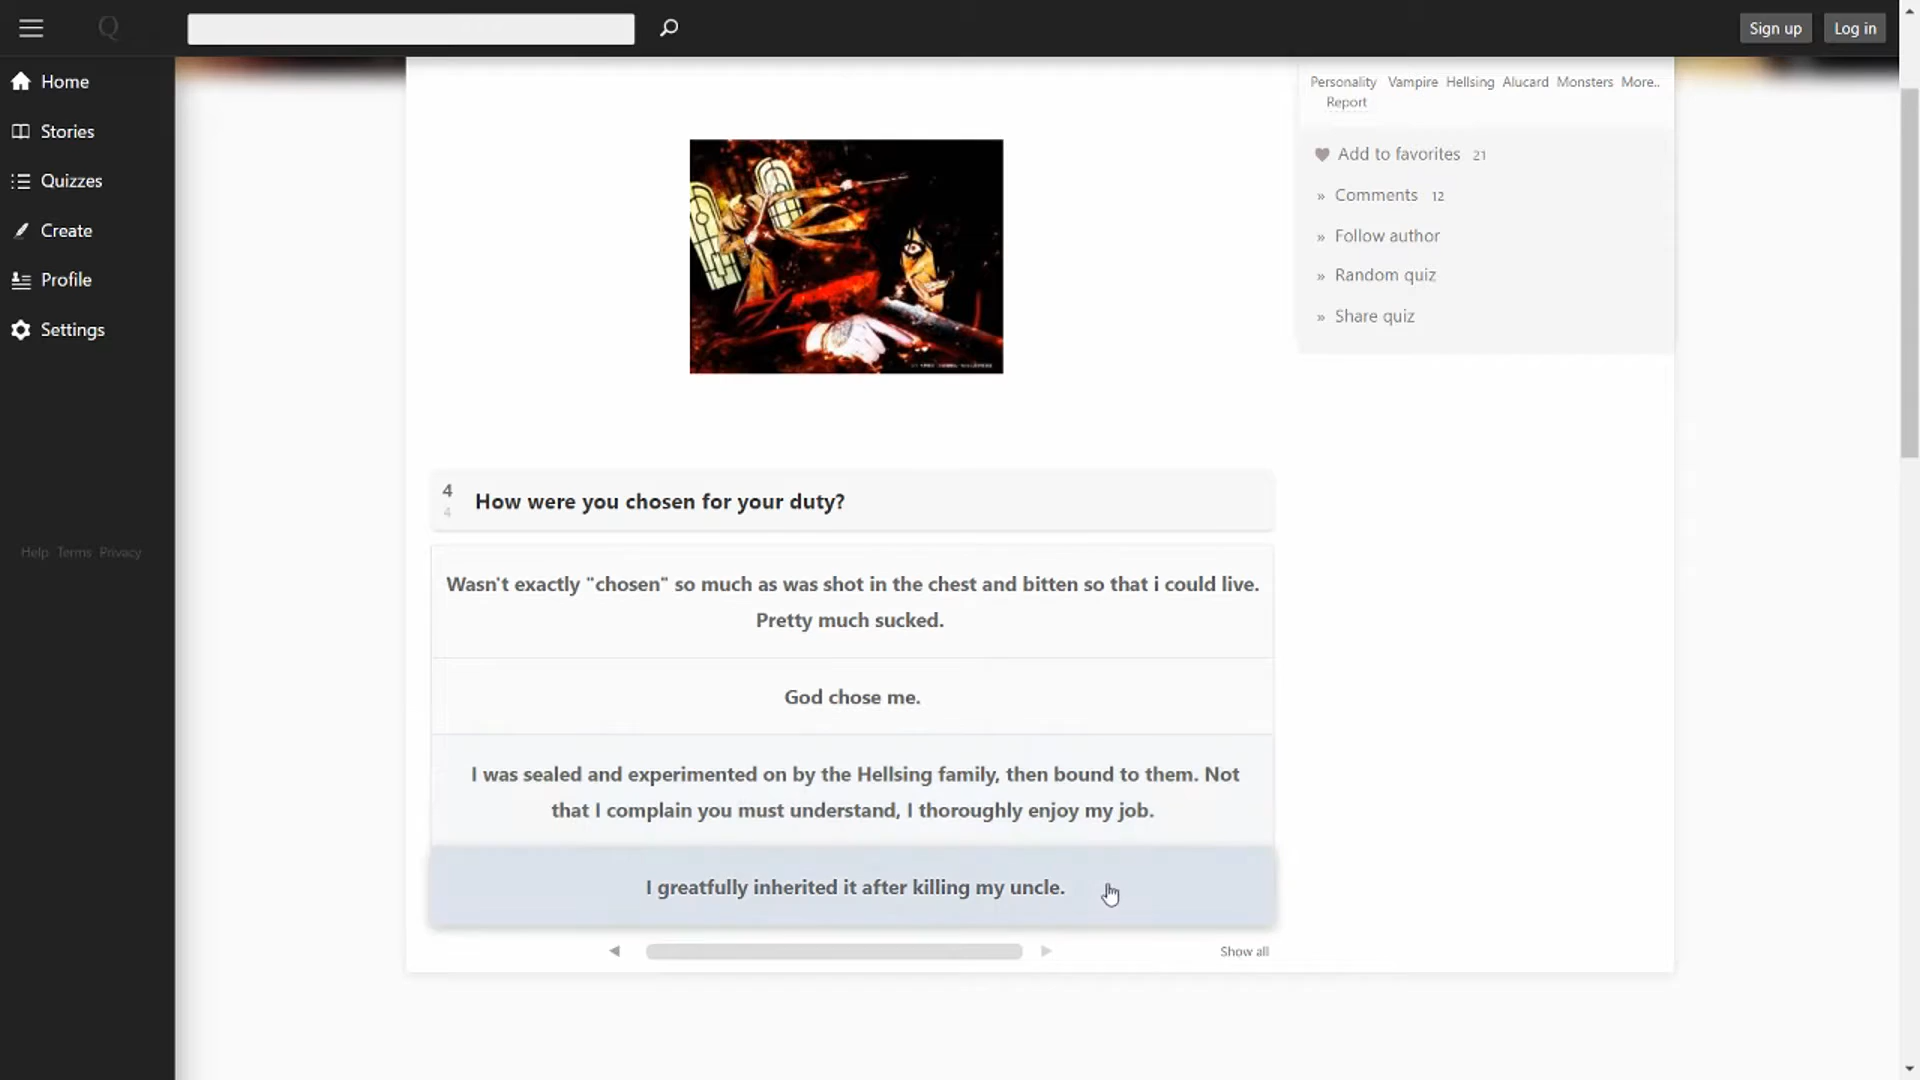 Q
Sign up
Log in
Home
Stories
Quizzes
Create
Profile
Settings
Help Terms Privacy
Personality Vampire Hellsing Alucard Monsters More..
Report
Add to favorites 21
» Comments 12
» Follow author
» Random quiz
» Share quiz
4
4
How were you chosen for your duty?
Wasn't exactly "chosen" so much as was shot in the chest and bitten so that i could live.
Pretty much sucked.
God chose me.
I was sealed and experimented on by the Hellsing family, then bound to them. Not
that I complain you must understand, I thoroughly enjoy my job.
I greatfully inherited it after killing my uncle.
Show all